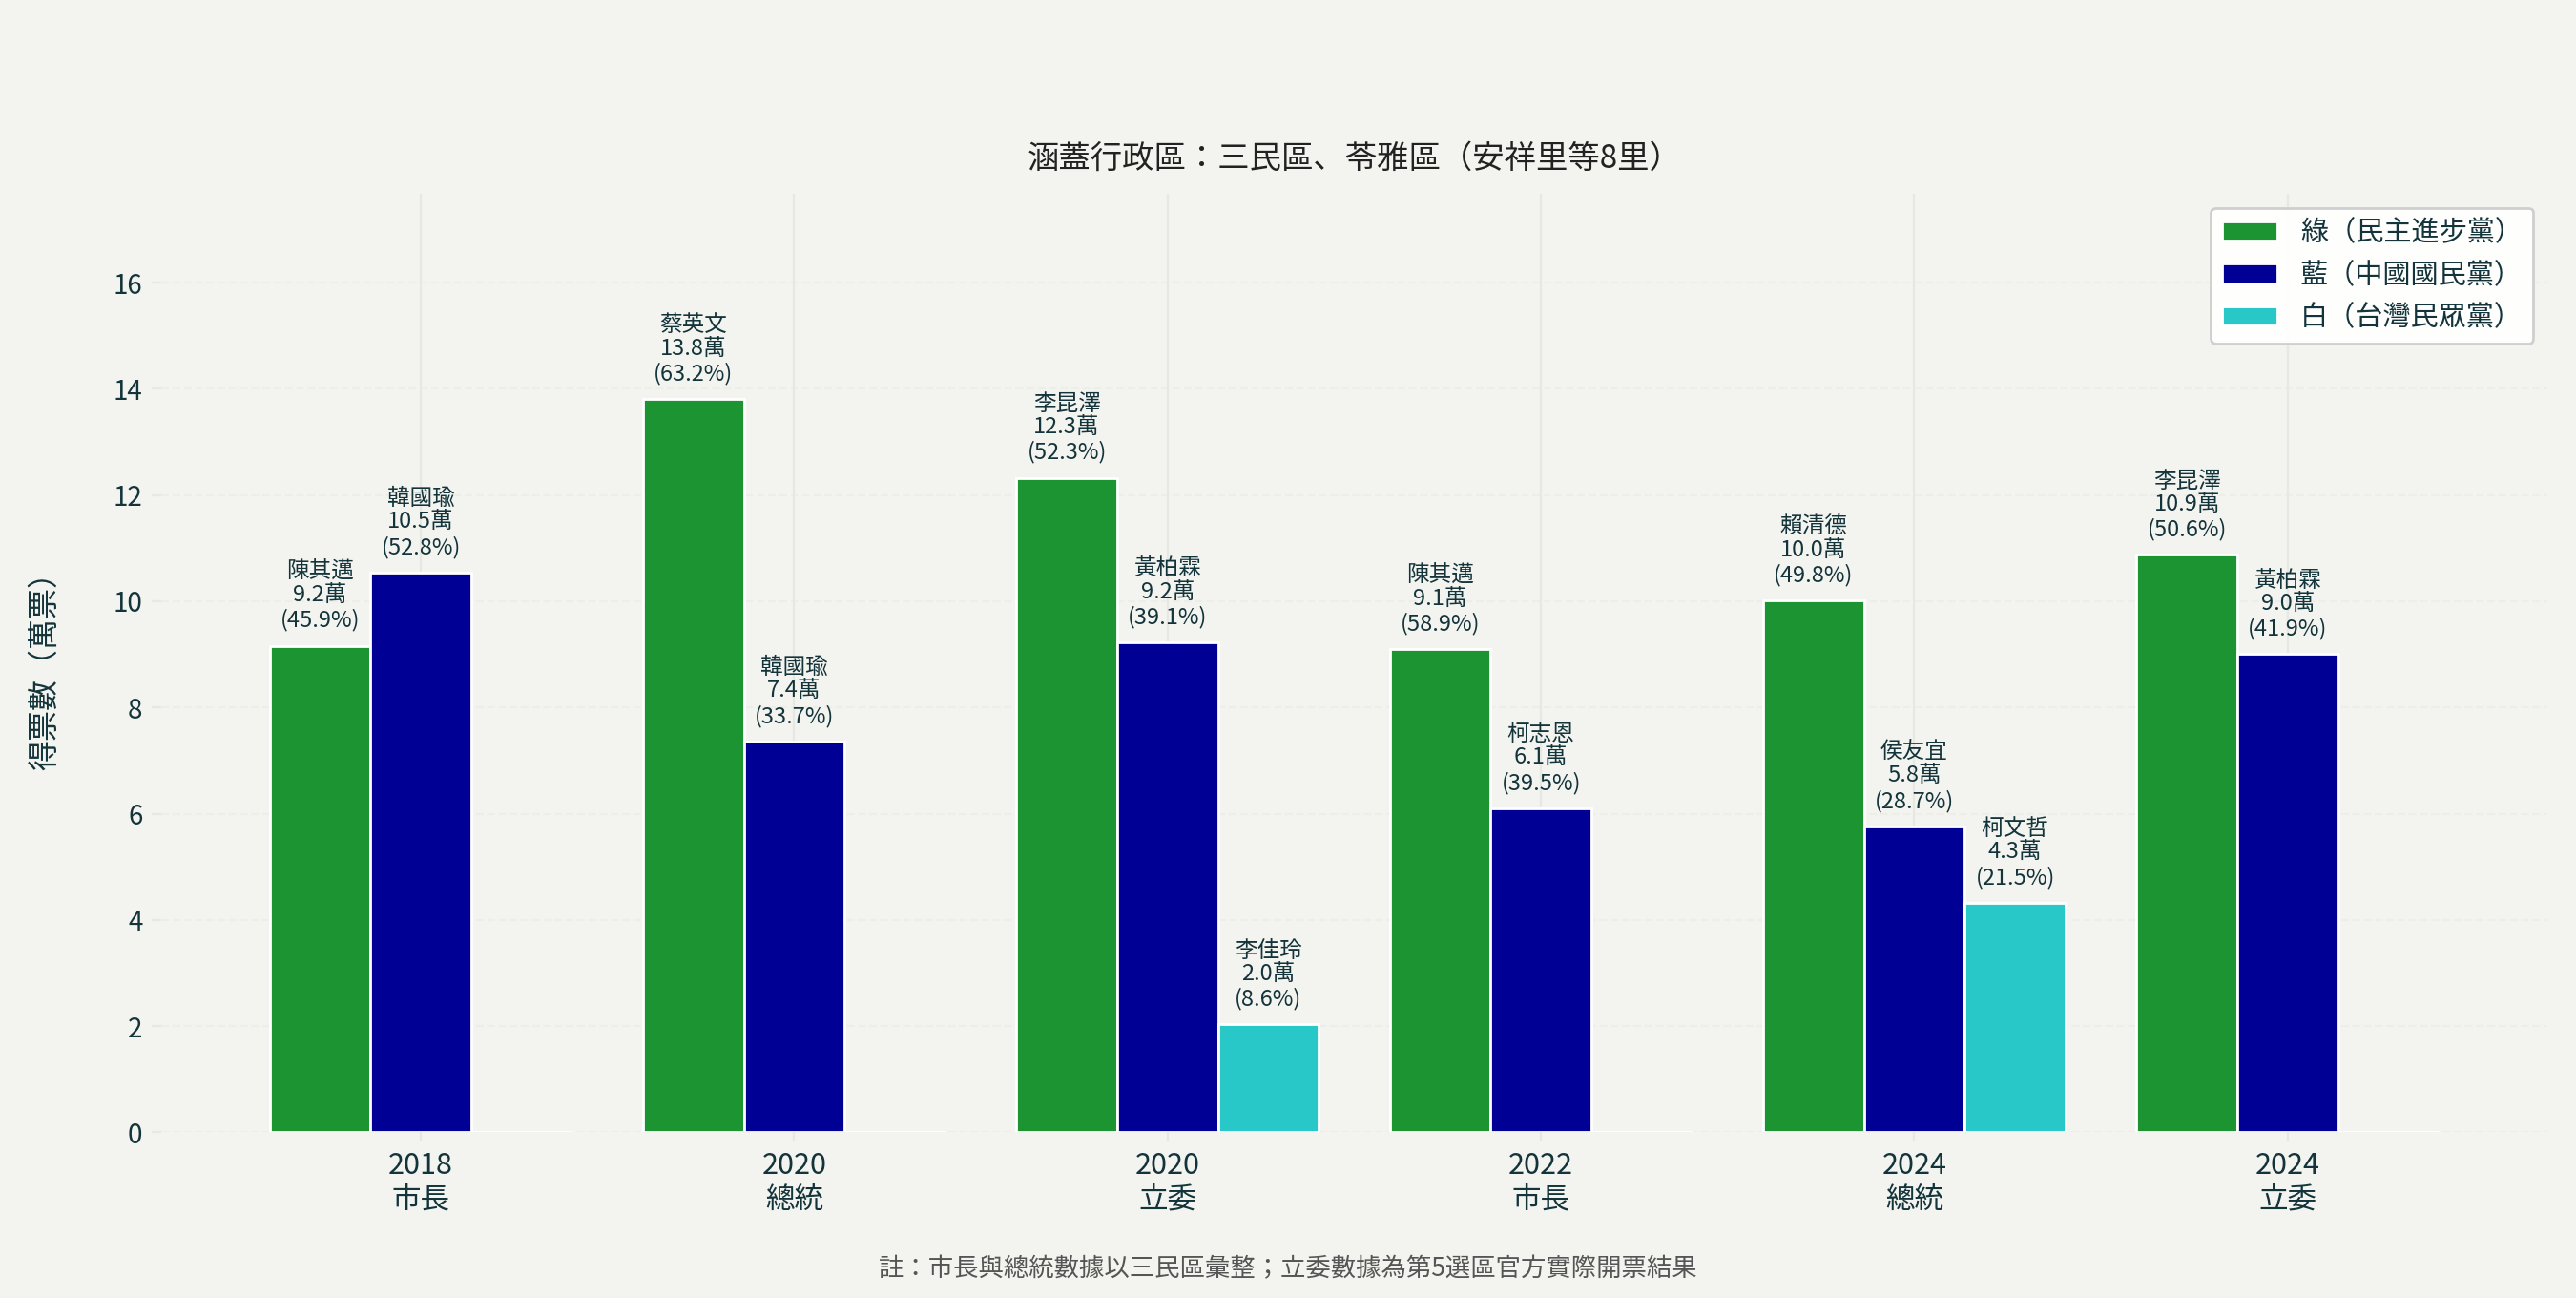 涵蓋行政區：三民區、苓雅區（安祥里等8里）
綠（民主進步黨）
藍（中國國民黨）
白（台灣民眾黨）
得票數（萬票）
16
14
12
10
8
6
4
2
0
陳其邁
9.2萬
(45.9%)
韓國瑜
10.5萬
(52.8%)
蔡英文
13.8萬
(63.2%)
韓國瑜
7.4萬
(33.7%)
李昆澤
12.3萬
(52.3%)
黃柏霖
9.2萬
(39.1%)
李佳玲
2.0萬
(8.6%)
陳其邁
9.1萬
(58.9%)
柯志恩
6.1萬
(39.5%)
賴清德
10.0萬
(49.8%)
侯友宜
5.8萬
(28.7%)
柯文哲
4.3萬
(21.5%)
李昆澤
10.9萬
(50.6%)
黃柏霖
9.0萬
(41.9%)
2018
市長
2020
總統
2020
立委
2022
市長
2024
總統
2024
立委
註：市長與總統數據以三民區彙整；立委數據為第5選區官方實際開票結果